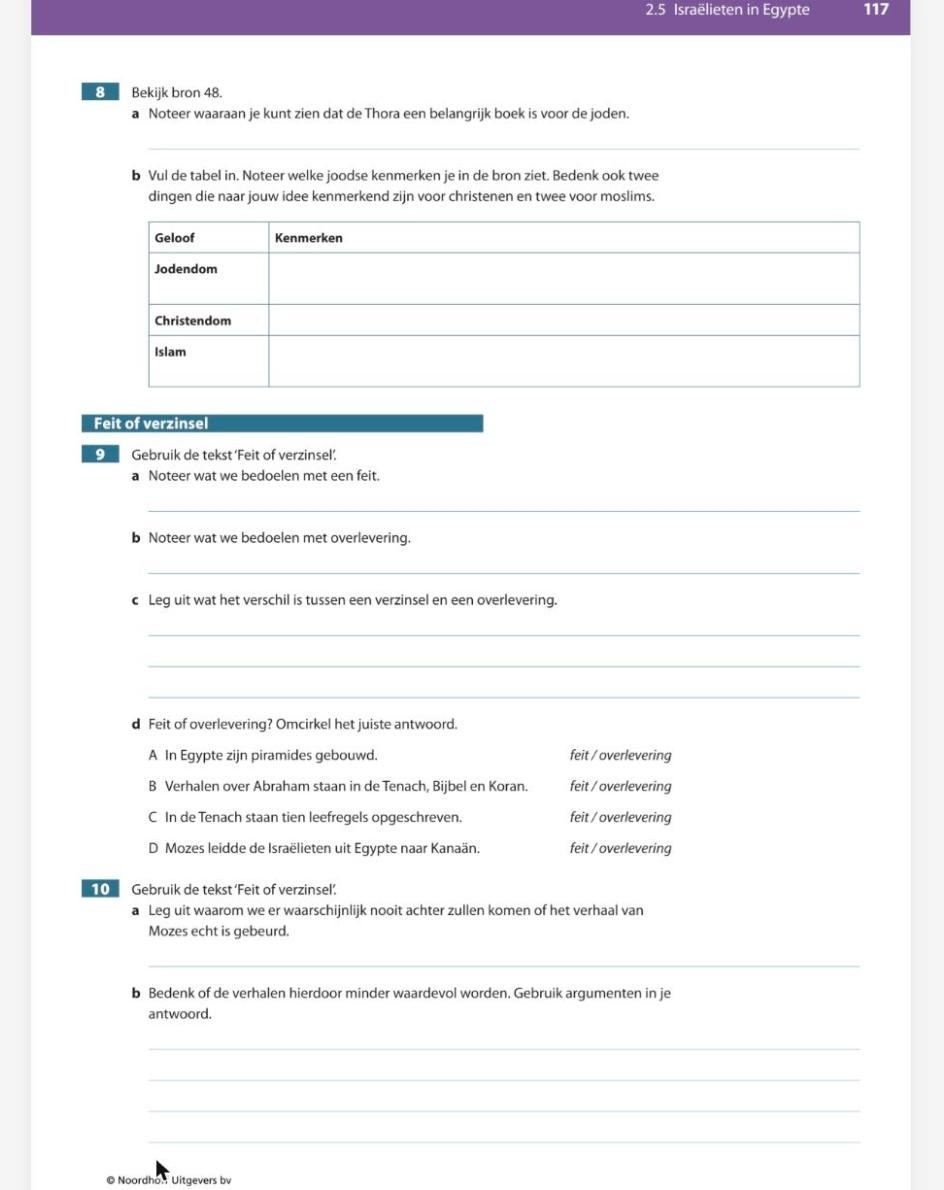 2.5 Israëlieten in Egypte 117
8 Bekijk bron 48.
a Noteer waaraan je kunt zien dat de Thora een belangrijk boek is voor de joden.
b Vul de tabel in. Noteer welke joodse kenmerken je in de bron ziet. Bedenk ook twee
dingen die naar jouw idee kenmerkend zijn voor christenen en twee voor moslims.
Geloof Kenmerken
Jodendom
Christendom
Islam
Feit of verzinsel
9 Gebruik de tekst ‘Feit of verzinsel’.
a Noteer wat we bedoelen met een feit.
b Noteer wat we bedoelen met overlevering.
c Leg uit wat het verschil is tussen een verzinsel en een overlevering.
d Feit of overlevering? Omcirkel het juiste antwoord.
A In Egypte zijn piramides gebouwd. feit / overlevering
B Verhalen over Abraham staan in de Tenach, Bijbel en Koran. feit / overlevering
C In de Tenach staan tien leefregels opgeschreven. feit / overlevering
D Mozes leidde de Israëlieten uit Egypte naar Kanaän. feit / overlevering
10 Gebruik de tekst ‘Feit of verzinsel’.
a Leg uit waarom we er waarschijnlijk nooit achter zullen komen of het verhaal van
Mozes echt is gebeurd.
b Bedenk of de verhalen hierdoor minder waardevol worden. Gebruik argumenten in je
antwoord.
© Uitgevers bv